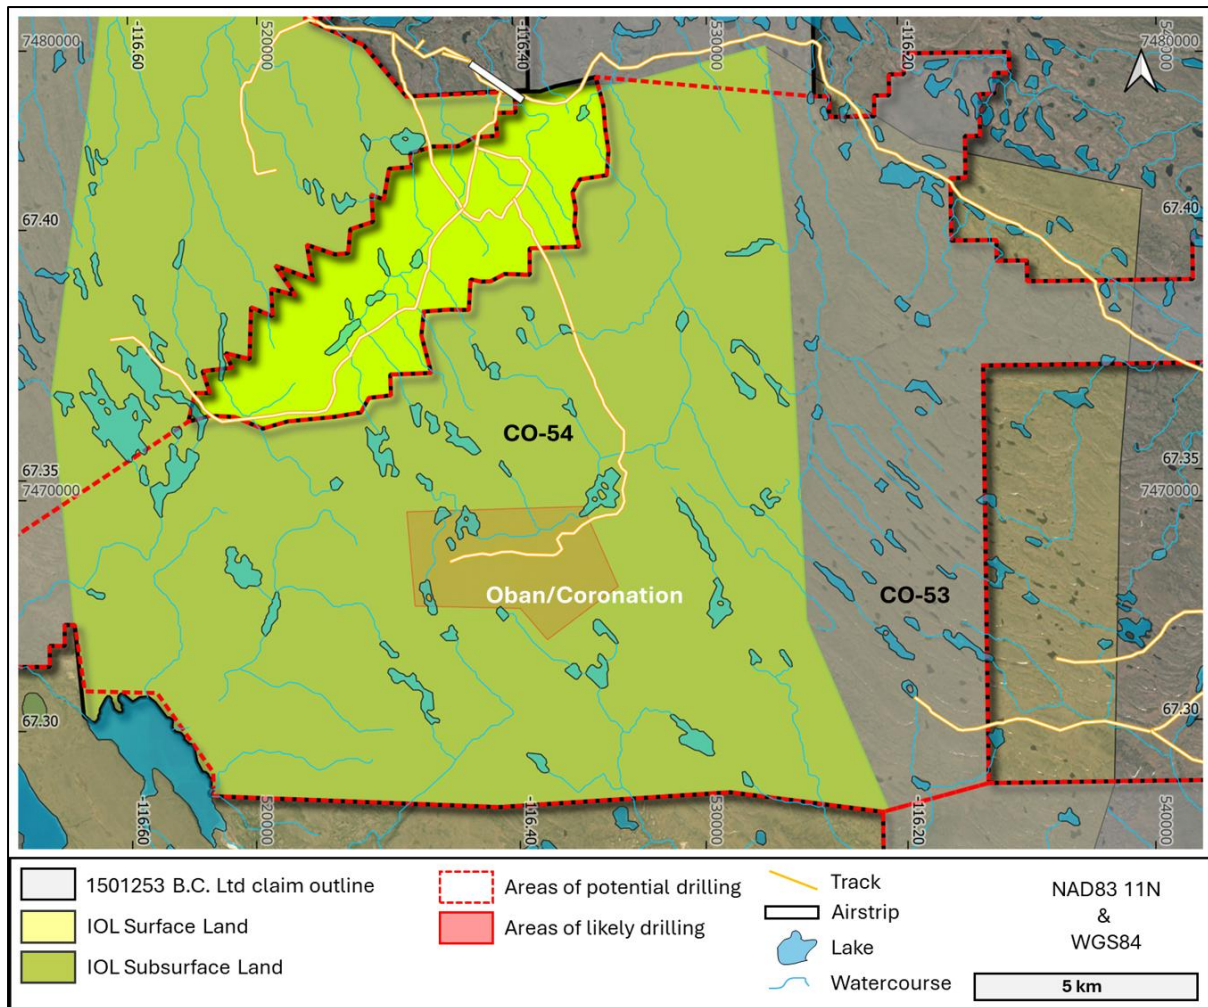 7480000
-116.60
520000
-116.40
530000
-116.20
540000
7480000
67.40
67.40
CO-54
67.35
7470000
67.35
7470000
Oban/Coronation
CO-53
67.30
67.30
-116.60
520000
-116.40
530000
-116.20
540000
1501253 B.C. Ltd claim outline
IOL Surface Land
IOL Subsurface Land
Areas of potential drilling
Areas of likely drilling
Track
Airstrip
Lake
Watercourse
NAD83 11N
&
WGS84
5 km